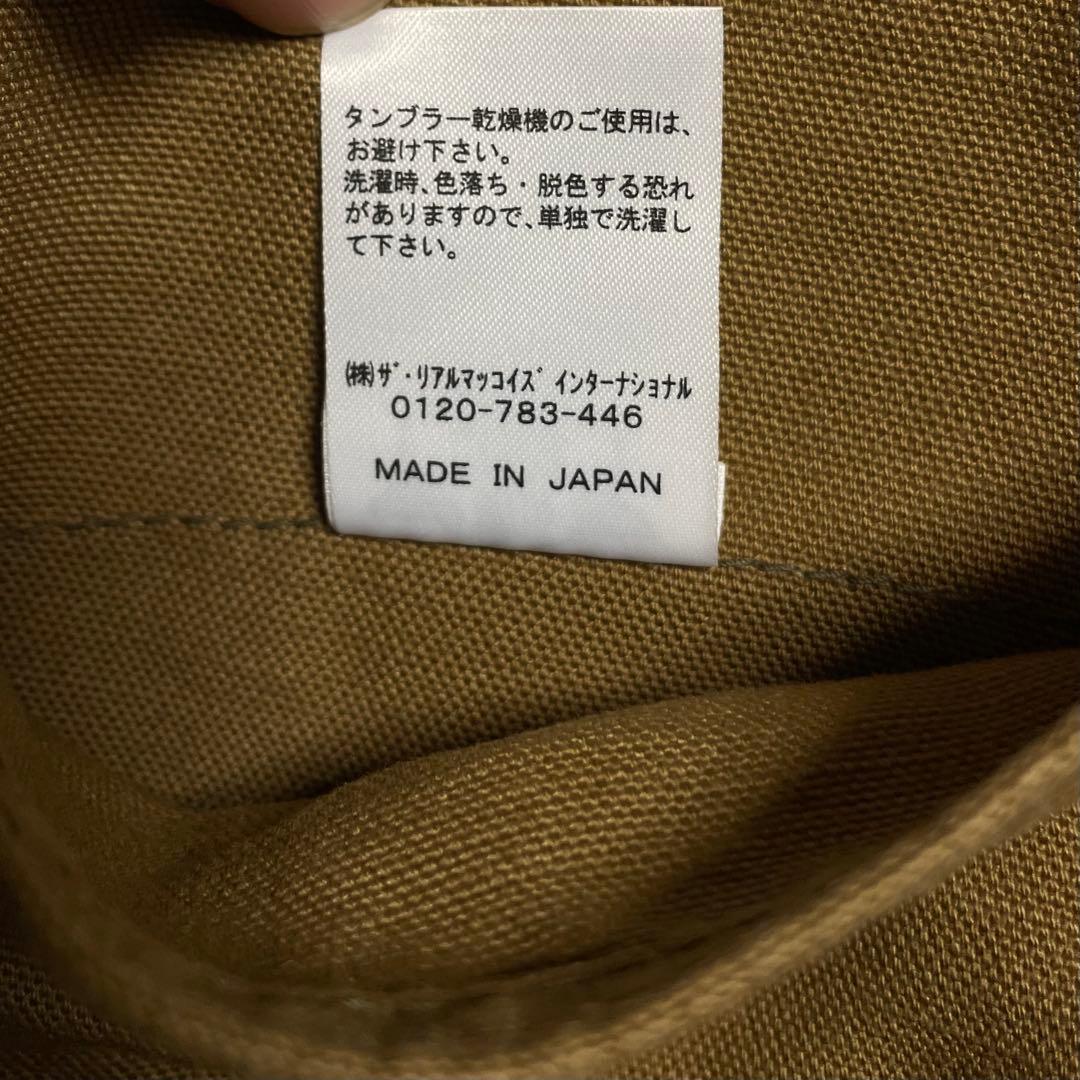 タンブラー乾燥機のご使用は、
お避け下さい。
洗濯時、色落ち・脱色する恐れ
がありますので、単独で洗濯し
て下さい。
㈱ｻﾞ・ﾘｱﾙﾏｯｺｲｽﾞ ｲﾝﾀｰﾅｼｮﾅﾙ
0120-783-446
MADE IN JAPAN